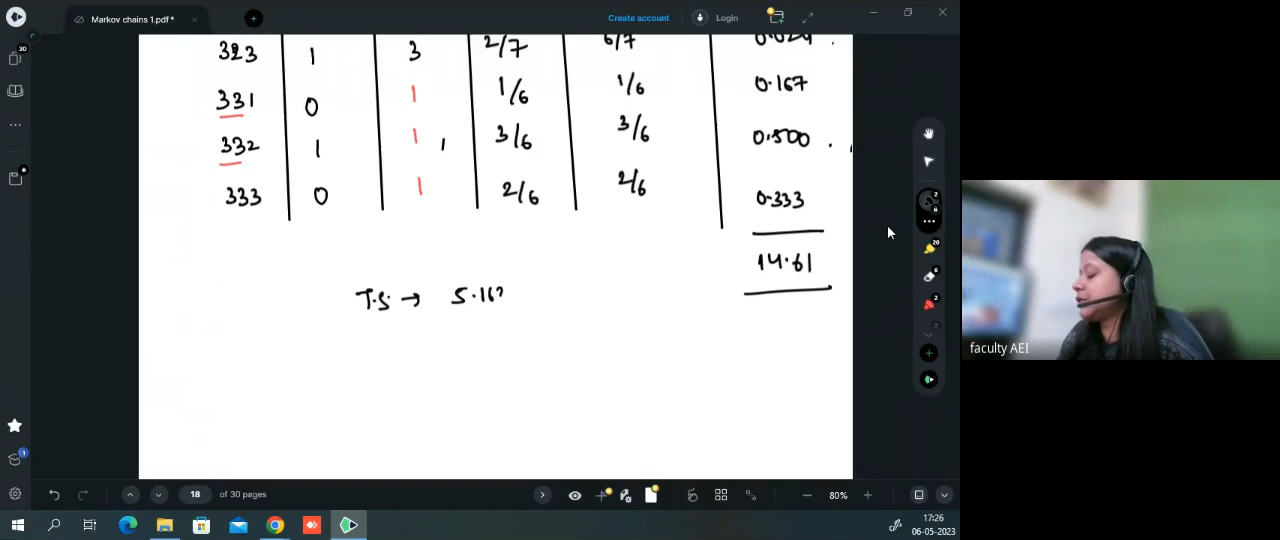 Markov chains 1.pdf*
Create account
Login
323 1 3 2/7 6/7 0.024 .
331 0 1 1/6 1/6 0.167
332 1 1 3/6 3/6 0.500 .
333 0 1 2/6 2/6 0.333
14.61
T.S. → 5.167
faculty AEI
18 of 30 pages
80%
17:26
06-05-2023